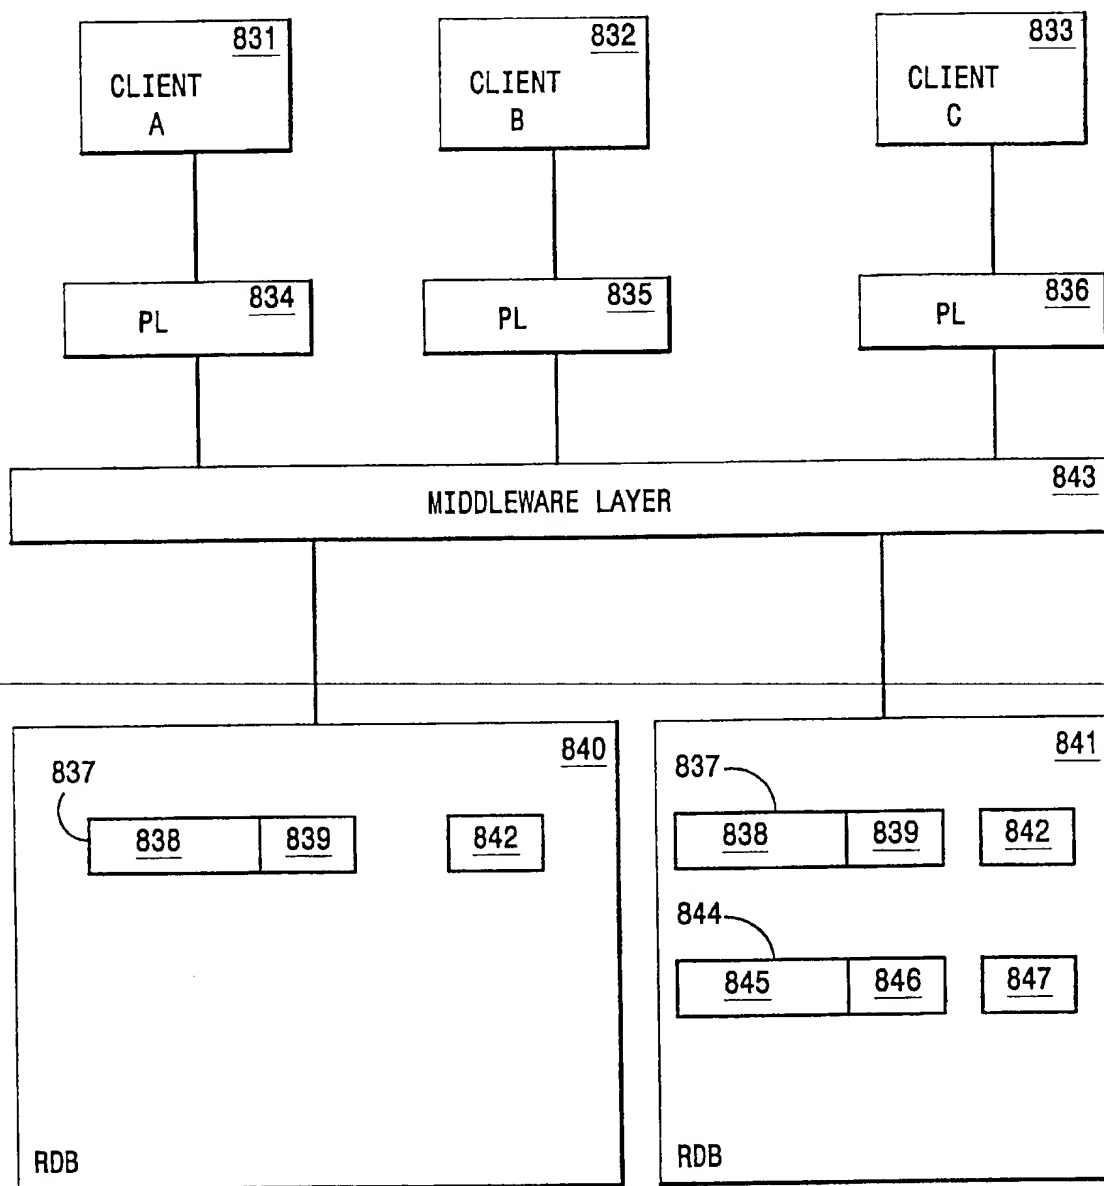 831
CLIENT
A
832
CLIENT
B
833
CLIENT
C
834
PL
835
PL
836
PL
843
MIDDLEWARE LAYER
840
837
838 839 842
RDB
841
837
838 839 842
844
845 846 847
RDB